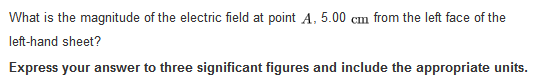 What is the magnitude of the electric field at point A, 5.00 cm from the left face of the
left-hand sheet?
Express your answer to three significant figures and include the appropriate units.